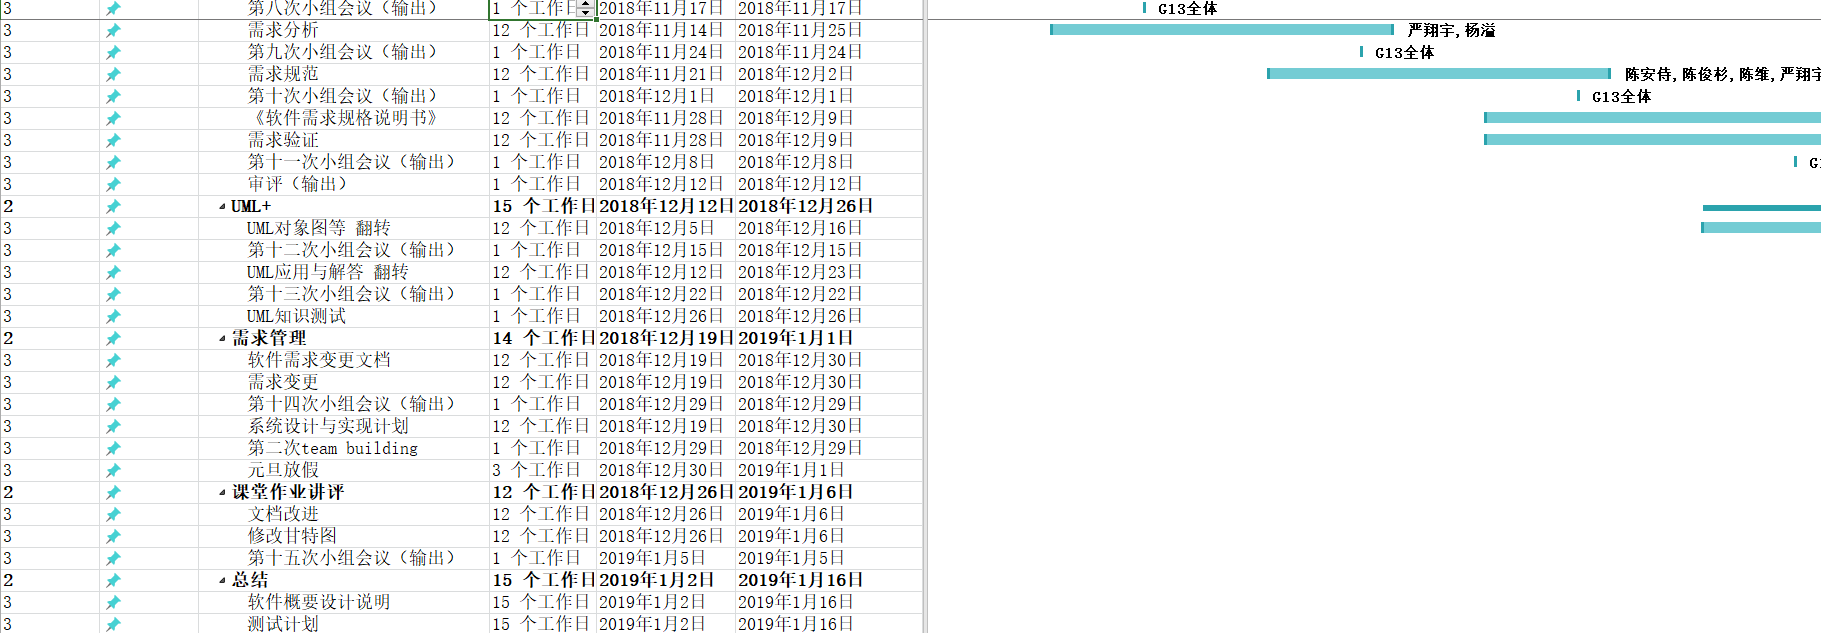 3 第八次小组会议（输出） 1 个工作日 2018年11月17日 2018年11月17日 G13全体
3 需求分析 12 个工作日 2018年11月14日 2018年11月25日 严翔宇,杨溢
3 第九次小组会议（输出） 1 个工作日 2018年11月24日 2018年11月24日 G13全体
3 需求规范 12 个工作日 2018年11月21日 2018年12月2日 陈安侍,陈俊杉,陈维,严翔宇
3 第十次小组会议（输出） 1 个工作日 2018年12月1日 2018年12月1日 G13全体
3 《软件需求规格说明书》 12 个工作日 2018年11月28日 2018年12月9日
3 需求验证 12 个工作日 2018年11月28日 2018年12月9日
3 第十一次小组会议（输出） 1 个工作日 2018年12月8日 2018年12月8日 G
3 审评（输出） 1 个工作日 2018年12月12日 2018年12月12日
2 UML+ 15 个工作日 2018年12月12日 2018年12月26日
3 UML对象图等 翻转 12 个工作日 2018年12月5日 2018年12月16日
3 第十二次小组会议（输出） 1 个工作日 2018年12月15日 2018年12月15日
3 UML应用与解答 翻转 12 个工作日 2018年12月12日 2018年12月23日
3 第十三次小组会议（输出） 1 个工作日 2018年12月22日 2018年12月22日
3 UML知识测试 1 个工作日 2018年12月26日 2018年12月26日
2 需求管理 14 个工作日 2018年12月19日 2019年1月1日
3 软件需求变更文档 12 个工作日 2018年12月19日 2018年12月30日
3 需求变更 12 个工作日 2018年12月19日 2018年12月30日
3 第十四次小组会议（输出） 1 个工作日 2018年12月29日 2018年12月29日
3 系统设计与实现计划 12 个工作日 2018年12月19日 2018年12月30日
3 第二次team building 1 个工作日 2018年12月29日 2018年12月29日
3 元旦放假 3 个工作日 2018年12月30日 2019年1月1日
2 课堂作业讲评 12 个工作日 2018年12月26日 2019年1月6日
3 文档改进 12 个工作日 2018年12月26日 2019年1月6日
3 修改甘特图 12 个工作日 2018年12月26日 2019年1月6日
3 第十五次小组会议（输出） 1 个工作日 2019年1月5日 2019年1月5日
2 总结 15 个工作日 2019年1月2日 2019年1月16日
3 软件概要设计说明 15 个工作日 2019年1月2日 2019年1月16日
3 测试计划 15 个工作日 2019年1月2日 2019年1月16日